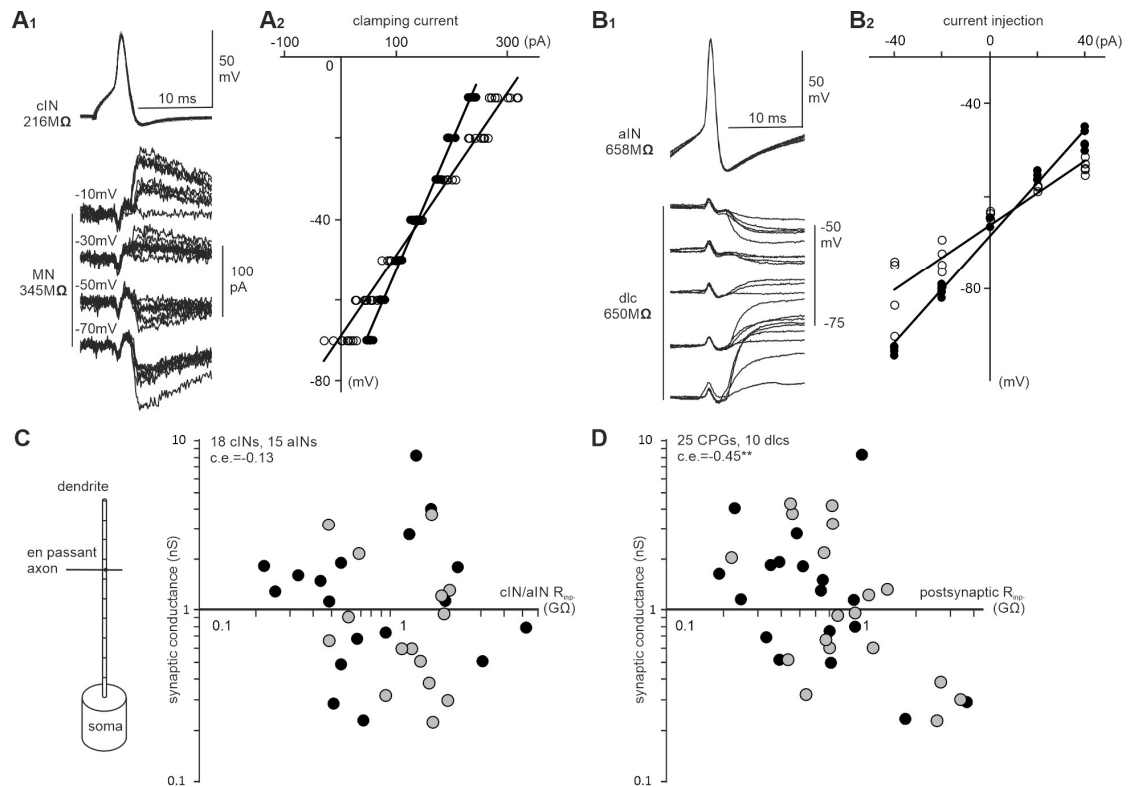 A1
50
mV
10 ms
cIN
216MΩ
-10mV
-30mV
MN
345MΩ
-50mV
-70mV
100
pA
A2
clamping current
-100
100
300 (pA)
0
-40
-80
(mV)
B1
50
mV
10 ms
aIN
658MΩ
-50
mV
dlc
650MΩ
-75
B2
current injection
-40
0
20
40(pA)
-40
-80
(mV)
C
dendrite
en passant
axon
soma
synaptic conductance (nS)
10
18 cINs, 15 aINs
c.e.=-0.13
1
0.1
1
cIN/aIN Rinp-
(GΩ)
0.1
D
synaptic conductance (nS)
10
25 CPGs, 10 dlcs
c.e.=-0.45**
1
0.1
1
postsynaptic Rinp-
(GΩ)
0.1